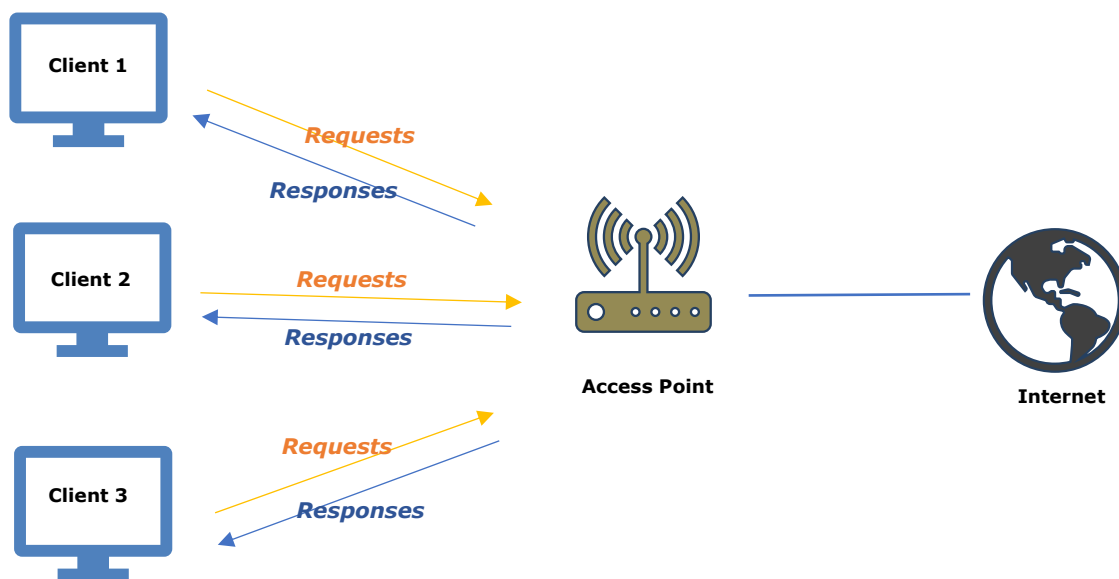 Client 1
Requests
Responses
Client 2
Requests
Responses
Access Point
Internet
Client 3
Requests
Responses